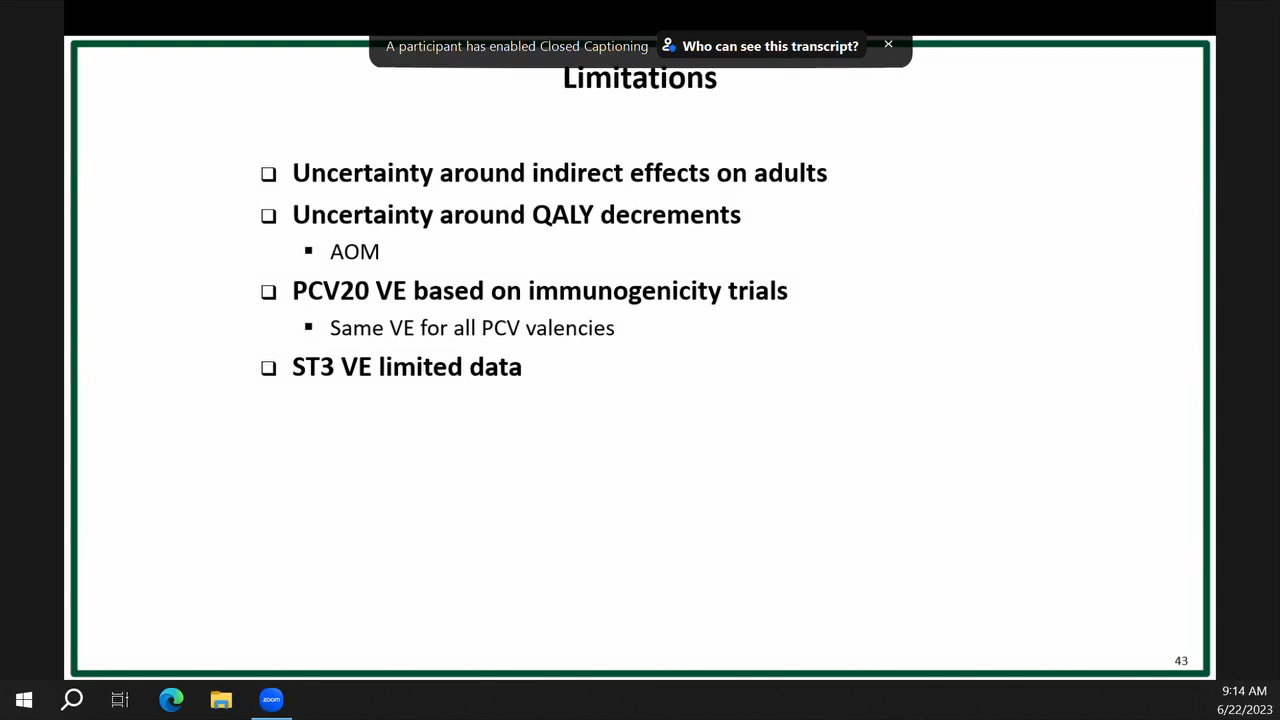 A participant has enabled Closed Captioning Who can see this transcript?
Limitations
Uncertainty around indirect effects on adults
Uncertainty around QALY decrements
AOM
PCV20 VE based on immunogenicity trials
Same VE for all PCV valencies
ST3 VE limited data
43
zoom
9:14 AM
6/22/2023